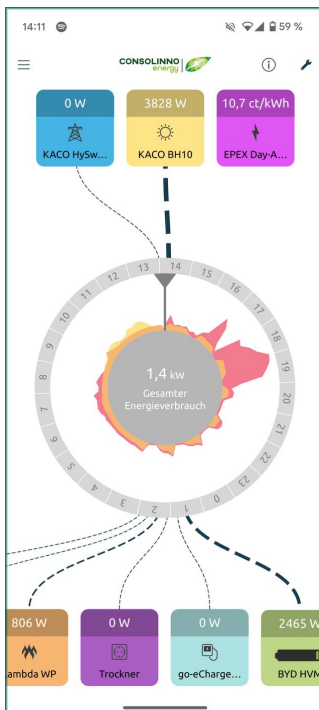 14:11
59 %
CONSOLINNO
energy
0 W
3828 W
10,7 ct/kWh
KACO HySw...
KACO BH10
EPEX Day-A...
13
14
15
16
17
18
19
20
21
22
23
0
1
2
3
4
5
6
7
8
9
10
11
12
1,4 kW
Gesamter
Energieverbrauch
806 W
0 W
0 W
2465 W
ambda WP
Trockner
go-eCharge...
BYD HVM